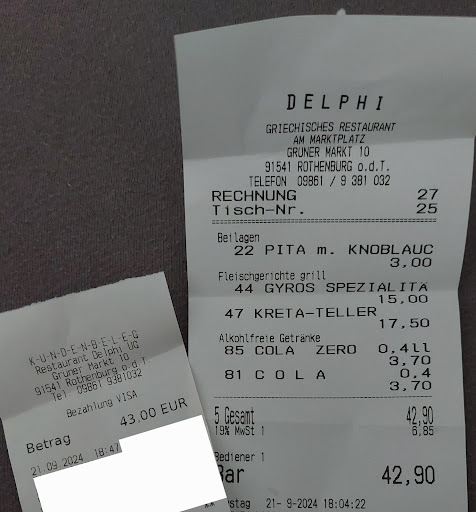 DELPHI
GRIECHISCHES RESTAURANT
AM MARKTPLATZ
GRÜNER MARKT 10
91541 ROTHENBURG o.d.T.
TELEFON 09861 / 9 381 032
RECHNUNG 27
Tisch-Nr. 25
Beilagen
22 PITA m. KNOBLAUC
3,00
Fleischgerichte grill
44 GYROS SPEZIALITÄ
15,00
47 KRETA-TELLER
17,50
Alkoholfreie Getränke
85 COLA ZERO 0,4ll
3,70
81 C O L A 0.4
3,70
5 Gesamt 42,90
19% MwSt 1 6,85
Bediener 1
Bar 42,90
21- 9-2024 18:04:22
K-U-N-D-E-N-B-E-L-E-G
Restaurant Delphi UG
Grüner Markt 10
91541 Rothenburg o.d.t.
Tel 09861 9381032
Bezahlung VISA
43,00 EUR
Betrag
21.09.2024 18:47